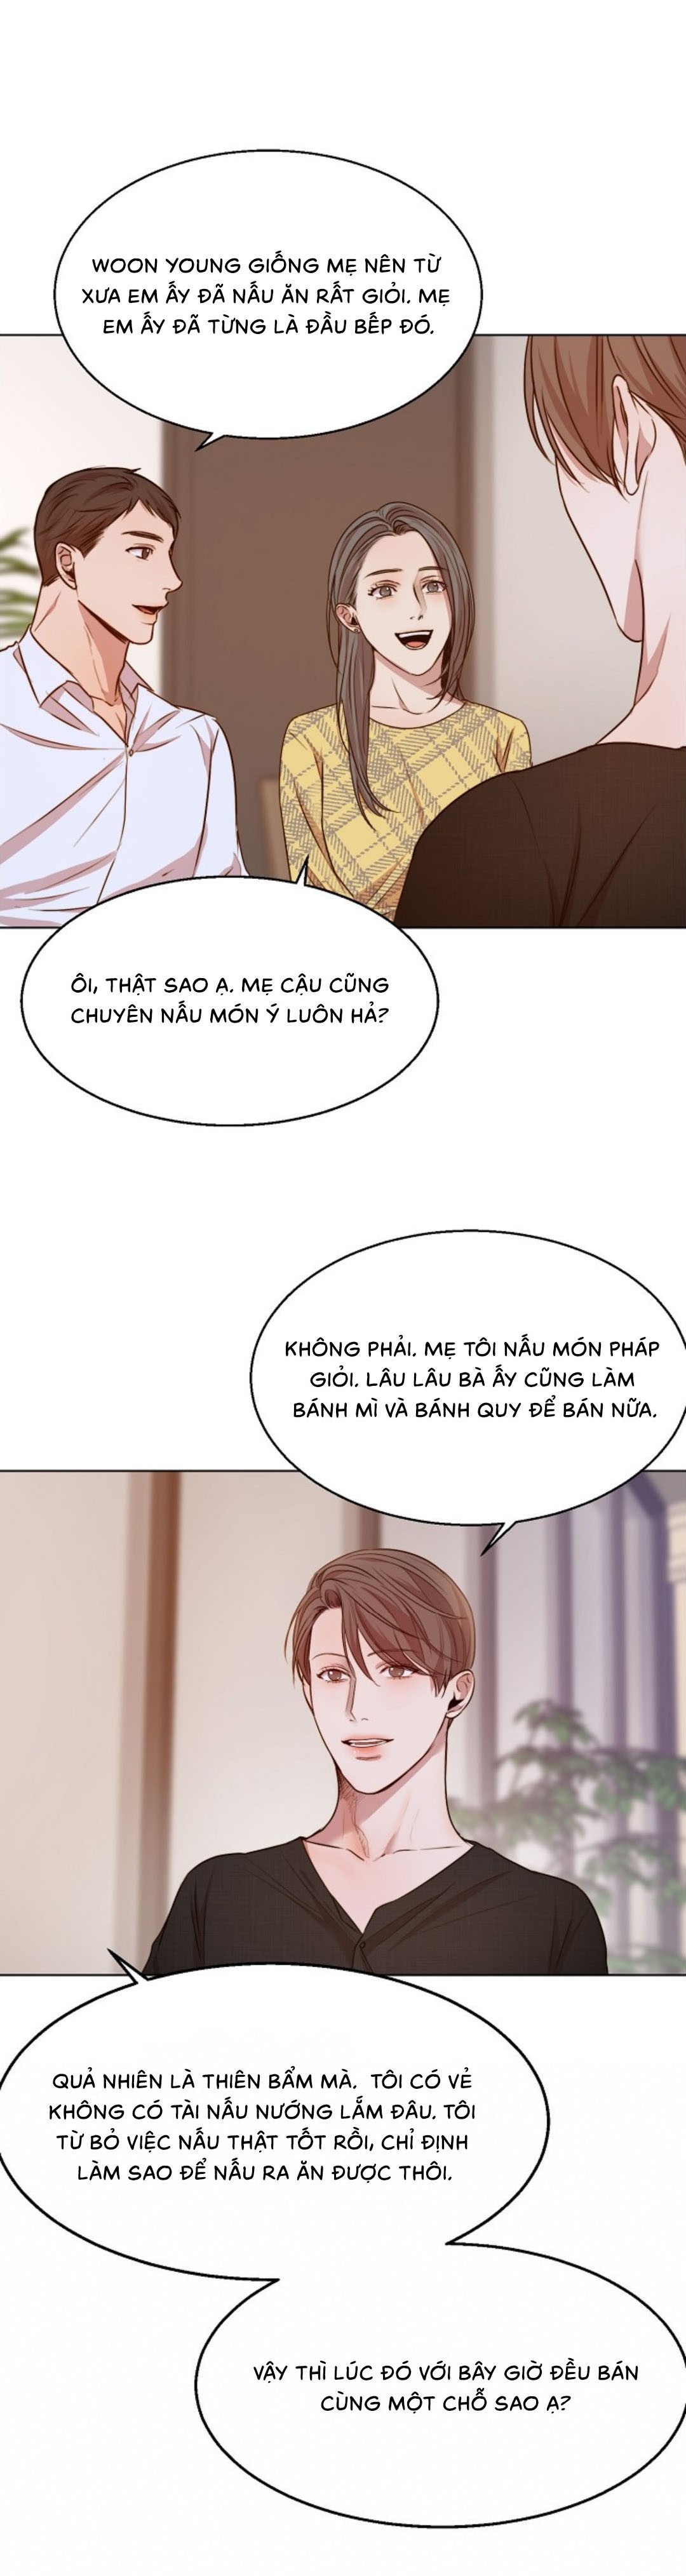 WOON YOUNG GIỐNG MẸ NÊN TỪ
XƯA EM ẤY ĐÃ NẤU ĂN RẤT GIỎI. MẸ
EM ẤY ĐÃ TỪNG LÀ ĐẦU BẾP ĐÓ.
ÔI, THẬT SAO Ạ. MẸ CẬU CŨNG
CHUYÊN NẤU MÓN Ý LUÔN HẢ?
KHÔNG PHẢI. MẸ TÔI NẤU MÓN PHÁP
GIỎI. LÂU LÂU BÀ ẤY CŨNG LÀM
BÁNH MÌ VÀ BÁNH QUY ĐỂ BÁN NỮA.
QUẢ NHIÊN LÀ THIÊN BẨM MÀ. TÔI CÓ VẺ
KHÔNG CÓ TÀI NẤU NƯỚNG LẮM ĐÂU. TÔI
TỪ BỎ VIỆC NẤU THẬT TỐT RỒI, CHỈ ĐỊNH
LÀM SAO ĐỂ NẤU RA ĂN ĐƯỢC THÔI.
VẬY THÌ LÚC ĐÓ VỚI BÂY GIỜ ĐỀU BÁN
CÙNG MỘT CHỖ SAO Ạ?